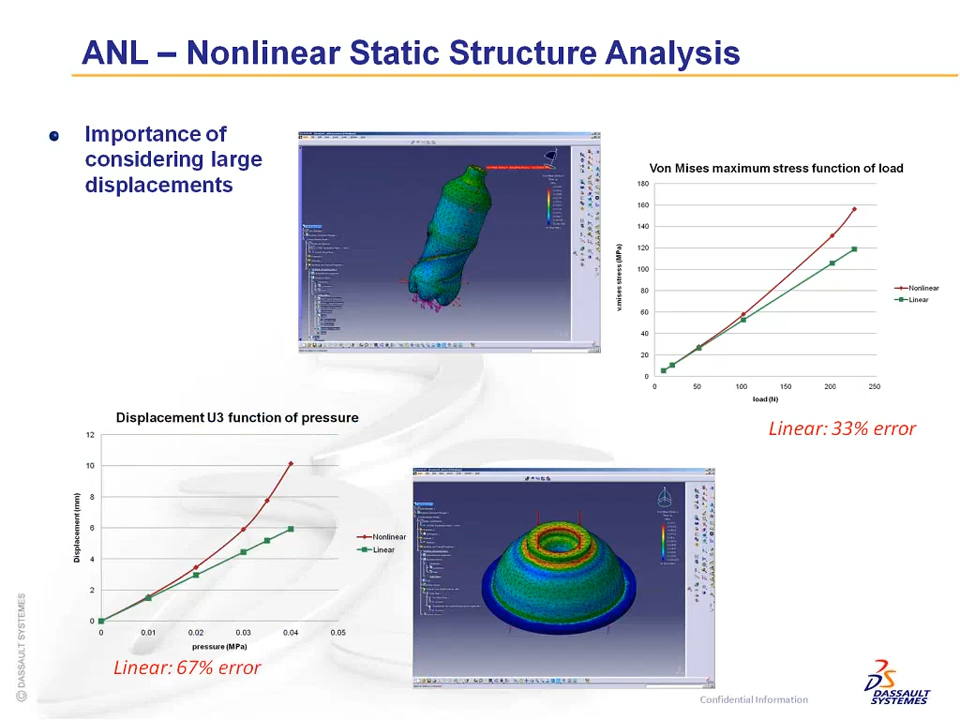 ANL – Nonlinear Static Structure Analysis
Importance of
considering large
displacements
Von Mises maximum stress function of load
180
160
140
120
100
80
60
40
20
0
v.mises stress (MPa)
0 50 100 150 200 250
load (N)
Nonlinear
Linear
Linear: 33% error
Displacement U3 function of pressure
12
10
8
6
4
2
0
Displacement (mm)
0 0.01 0.02 0.03 0.04 0.05
pressure (MPa)
Nonlinear
Linear
Linear: 67% error
© DASSAULT SYSTEMES
Confidential Information
DASSAULT
SYSTEMES